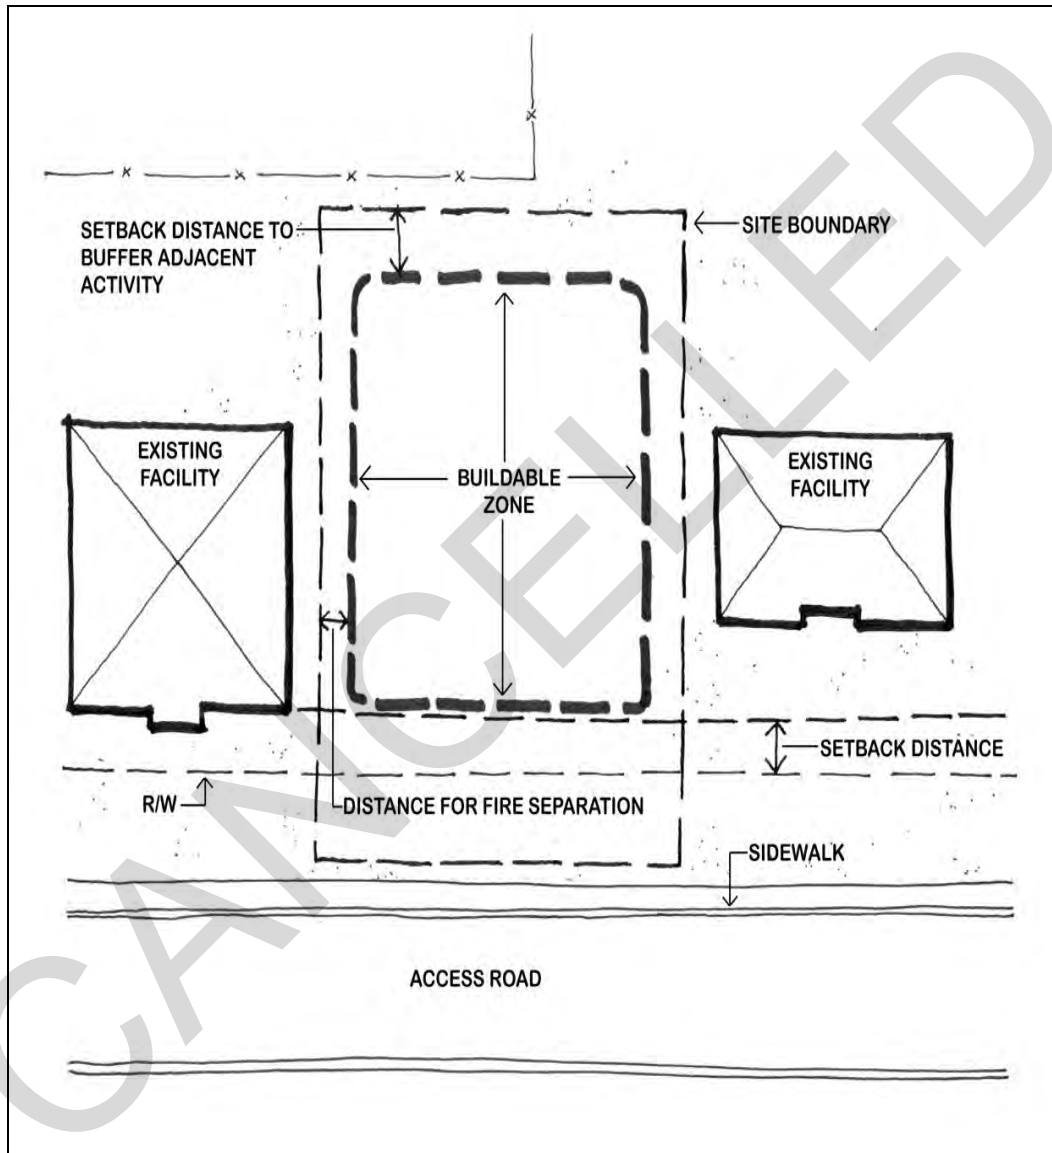 SETBACK DISTANCE TO
BUFFER ADJACENT
ACTIVITY
SITE BOUNDARY
EXISTING
FACILITY
BUILDABLE
ZONE
EXISTING
FACILITY
SETBACK DISTANCE
R/W
DISTANCE FOR FIRE SEPARATION
SIDEWALK
ACCESS ROAD
CANCELLED